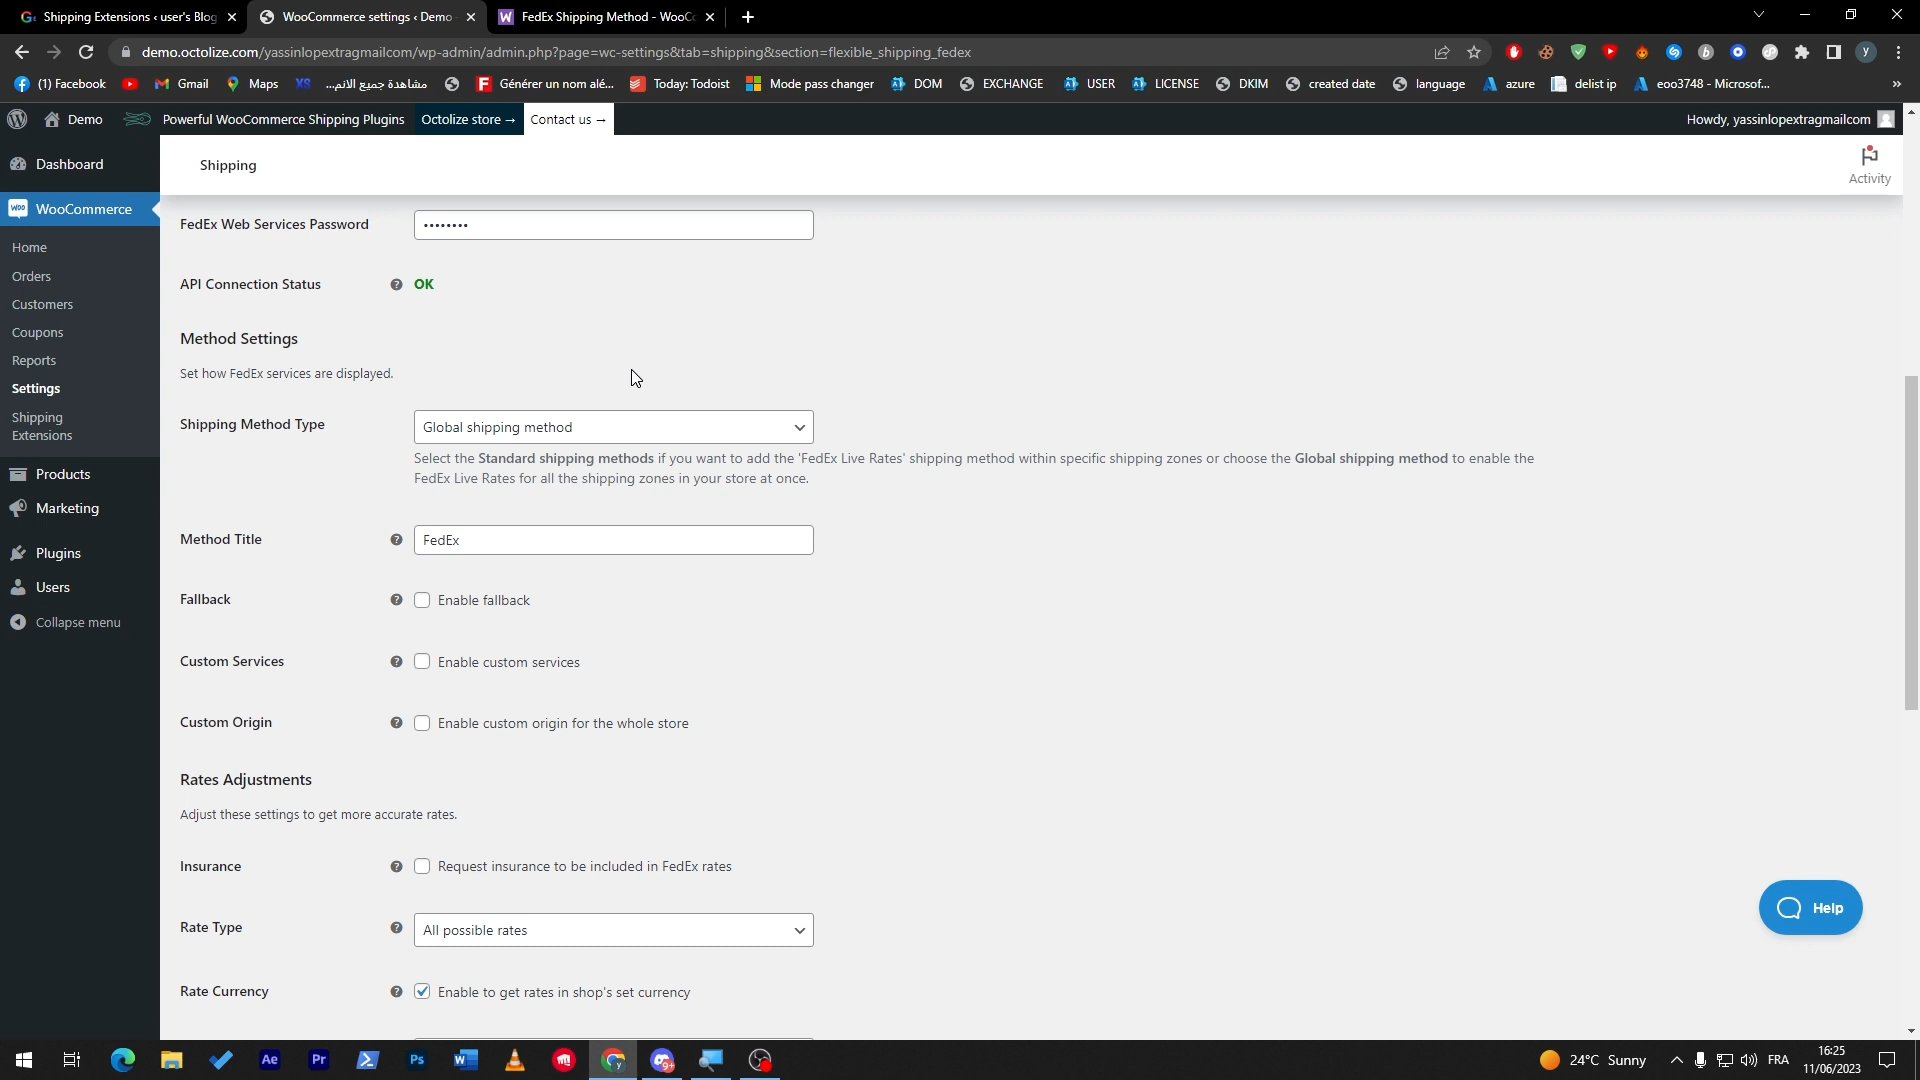 Shipping Extensions ‹ user's Blog
WooCommerce settings ‹ Demo
FedEx Shipping Method - WooC
demo.octolize.com/yassinlopextragmailcom/wp-admin/admin.php?page=wc-settings&tab=shipping&section=flexible_shipping_fedex
(1) Facebook
Gmail
Maps
مشاهدة جميع الانم...
Générer un nom alé...
Today: Todoist
Mode pass changer
DOM
EXCHANGE
USER
LICENSE
DKIM
created date
language
azure
delist ip
eoo3748 - Microsof...
»
Demo
Powerful WooCommerce Shipping Plugins
Octolize store →
Contact us →
Howdy, yassinlopextragmailcom
Dashboard
WooCommerce
Home
Orders
Customers
Coupons
Reports
Settings
Shipping
Extensions
Products
Marketing
Plugins
Users
Collapse menu
Shipping
Activity
FedEx Web Services Password
••••••••
API Connection Status
OK
Method Settings
Set how FedEx services are displayed.
Shipping Method Type
Global shipping method
Select the Standard shipping methods if you want to add the 'FedEx Live Rates' shipping method within specific shipping zones or choose the Global shipping method to enable the
FedEx Live Rates for all the shipping zones in your store at once.
Method Title
FedEx
Fallback
Enable fallback
Custom Services
Enable custom services
Custom Origin
Enable custom origin for the whole store
Rates Adjustments
Adjust these settings to get more accurate rates.
Insurance
Request insurance to be included in FedEx rates
Rate Type
All possible rates
Rate Currency
Enable to get rates in shop's set currency
Help
Ae
Pr
Ps
24°C Sunny
FRA
16:25
11/06/2023